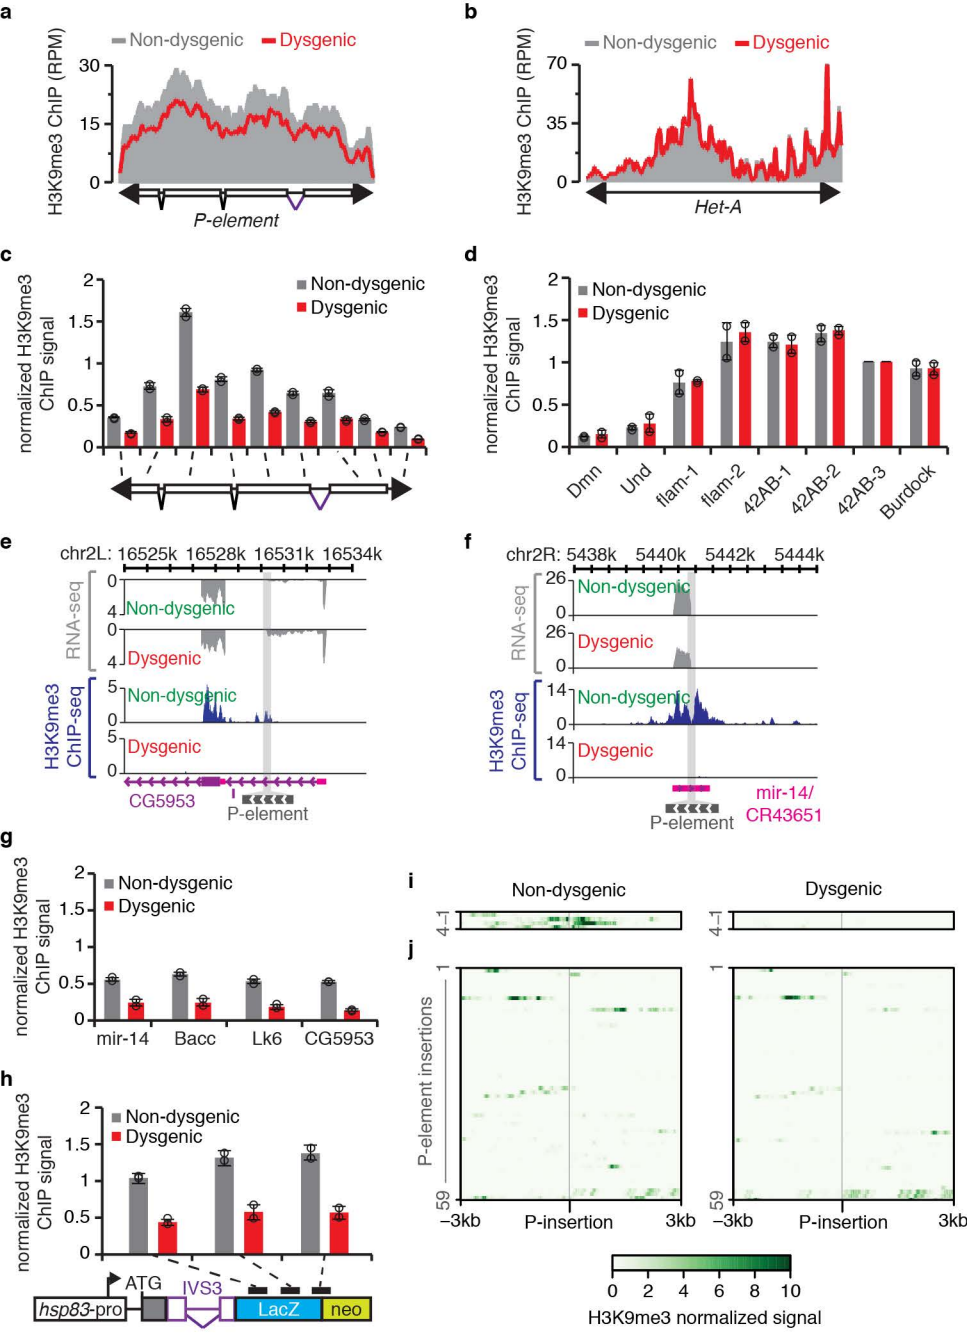 a
Non-dysgenic Dysgenic
H3K9me3 ChIP (RPM)
30
15
0
P-element
b
Non-dysgenic Dysgenic
H3K9me3 ChIP (RPM)
70
35
0
Het-A
c
normalized H3K9me3
ChIP signal
2
1.5
1
0.5
0
Non-dysgenic
Dysgenic
d
normalized H3K9me3
ChIP signal
2
1.5
1
0.5
0
Non-dysgenic
Dysgenic
Dmn Und flam-1 flam-2 42AB-1 42AB-2 42AB-3 Burdock
e
chr2L: 16525k 16528k 16531k 16534k
RNA-seq
0
4
Non-dysgenic
0
4
Dysgenic
H3K9me3
ChIP-seq
5
0
Non-dysgenic
5
0
Dysgenic
CG5953
P-element
f
chr2R: 5438k 5440k 5442k 5444k
RNA-seq
26
0
Non-dysgenic
26
0
Dysgenic
H3K9me3
ChIP-seq
14
0
Non-dysgenic
14
0
Dysgenic
mir-14/
CR43651
P-element
g
normalized H3K9me3
ChIP signal
2
1.5
1
0.5
0
Non-dysgenic
Dysgenic
mir-14 Bacc Lk6 CG5953
h
normalized H3K9me3
ChIP signal
2
1.5
1
0.5
0
Non-dysgenic
Dysgenic
ATG IVS3
hsp83-pro LacZ neo
i
Non-dysgenic Dysgenic
4–1 4–1
j
P-element insertions
1 1
59 59
−3kb P-insertion 3kb −3kb P-insertion 3kb
0 2 4 6 8 10
H3K9me3 normalized signal